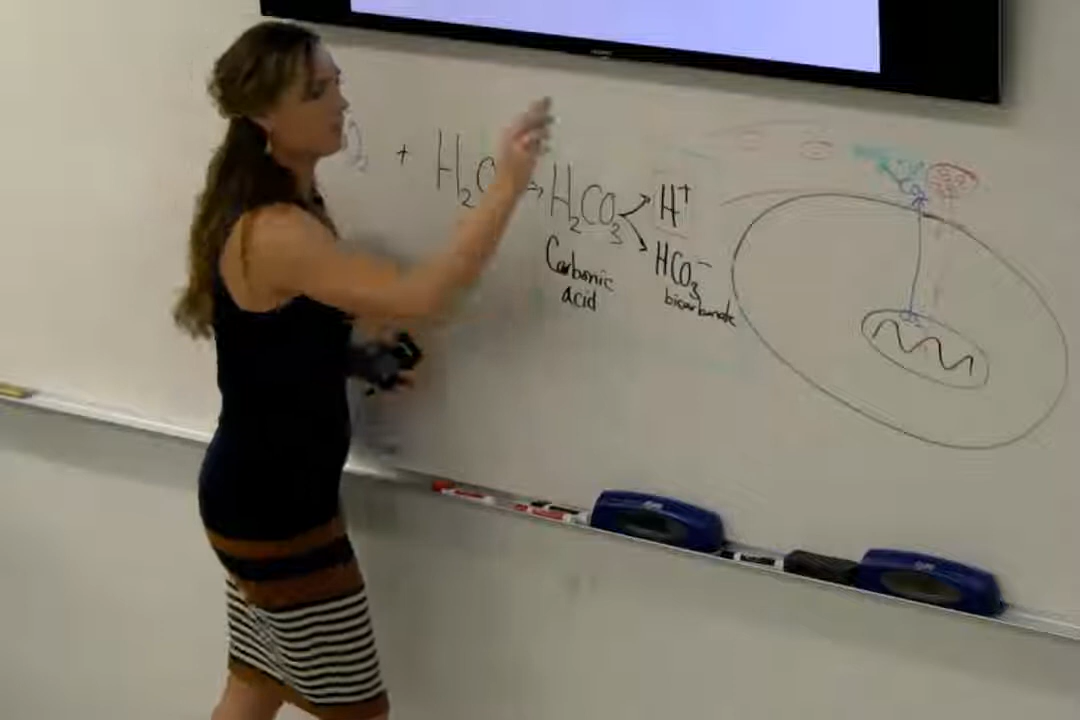 + H₂O → H₂CO₃ < H⁺
HCO₃⁻
Carbonic
acid
bicarbonate